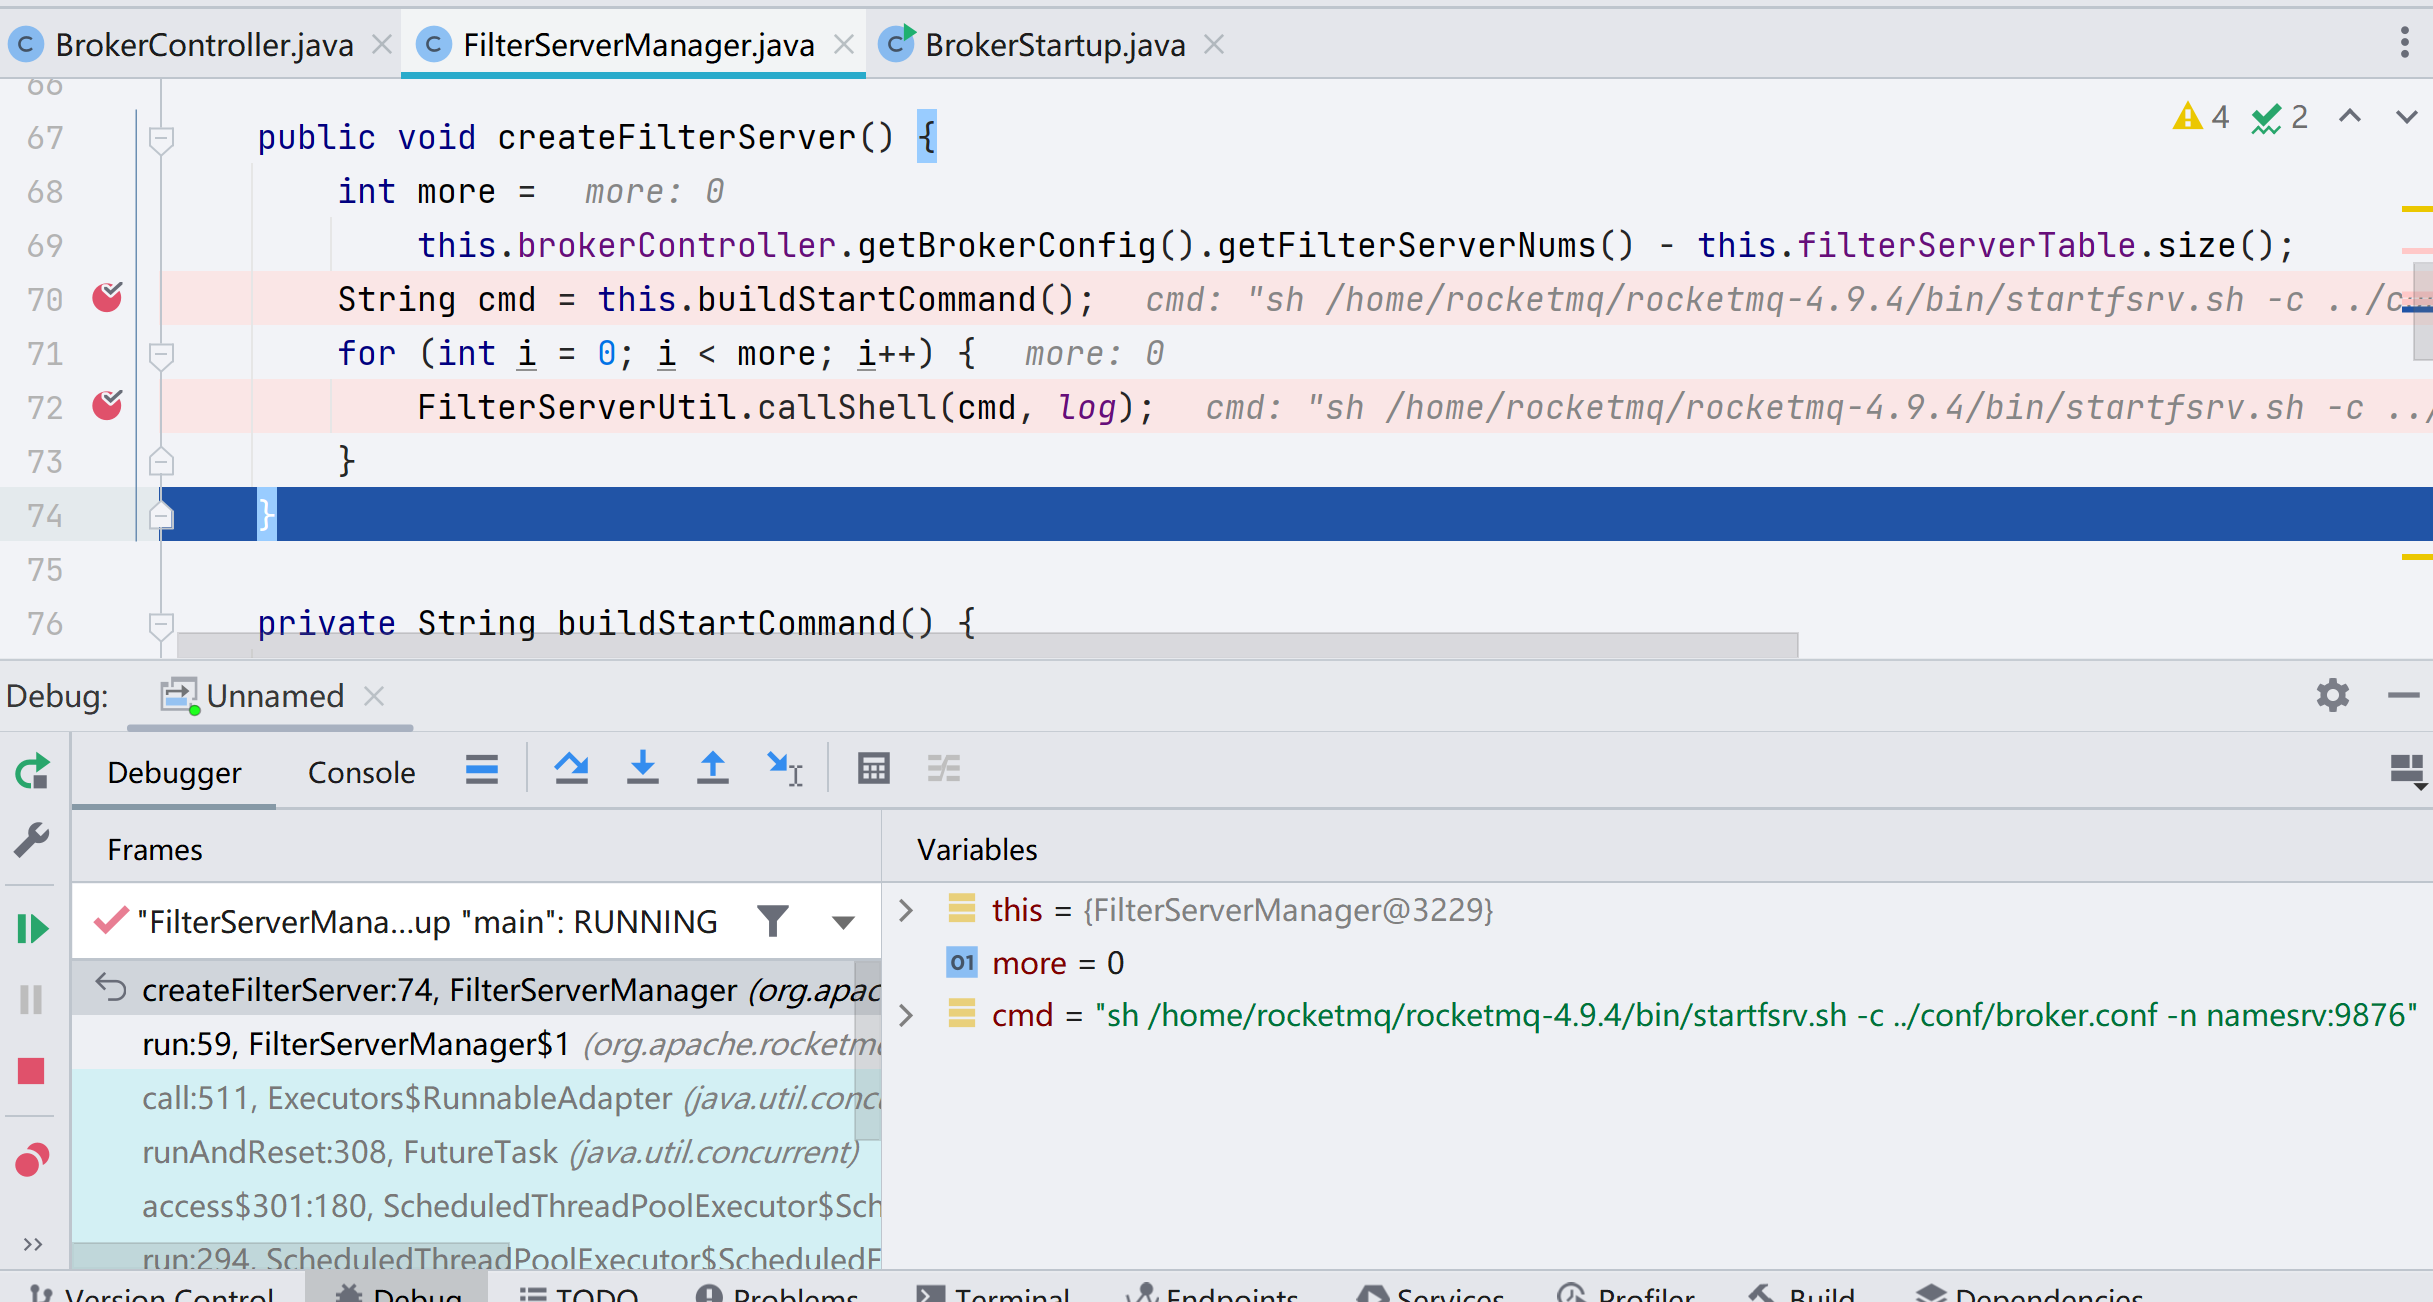 BrokerController.java
FilterServerManager.java
BrokerStartup.java
66
4 2
67 public void createFilterServer() {
68 int more = more: 0
69 this.brokerController.getBrokerConfig().getFilterServerNums() - this.filterServerTable.size();
70 String cmd = this.buildStartCommand(); cmd: "sh /home/rocketmq/rocketmq-4.9.4/bin/startfsrv.sh -c ../c...
71 for (int i = 0; i < more; i++) { more: 0
72 FilterServerUtil.callShell(cmd, log); cmd: "sh /home/rocketmq/rocketmq-4.9.4/bin/startfsrv.sh -c ../
73 }
74 }
75
76 private String buildStartCommand() {
Debug: Unnamed
Debugger Console
Frames
Variables
"FilterServerMana...up "main": RUNNING
createFilterServer:74, FilterServerManager (org.apac
run:59, FilterServerManager$1 (org.apache.rocketm
call:511, Executors$RunnableAdapter (java.util.conc
runAndReset:308, FutureTask (java.util.concurrent)
access$301:180, ScheduledThreadPoolExecutor$Sch
run:294, ScheduledThreadPoolExecutor$ScheduledF
this = {FilterServerManager@3229}
01 more = 0
cmd = "sh /home/rocketmq/rocketmq-4.9.4/bin/startfsrv.sh -c ../conf/broker.conf -n namesrv:9876"
Version Control Debug TODO Problems Terminal Endpoints Services Profiler Build Dependencies